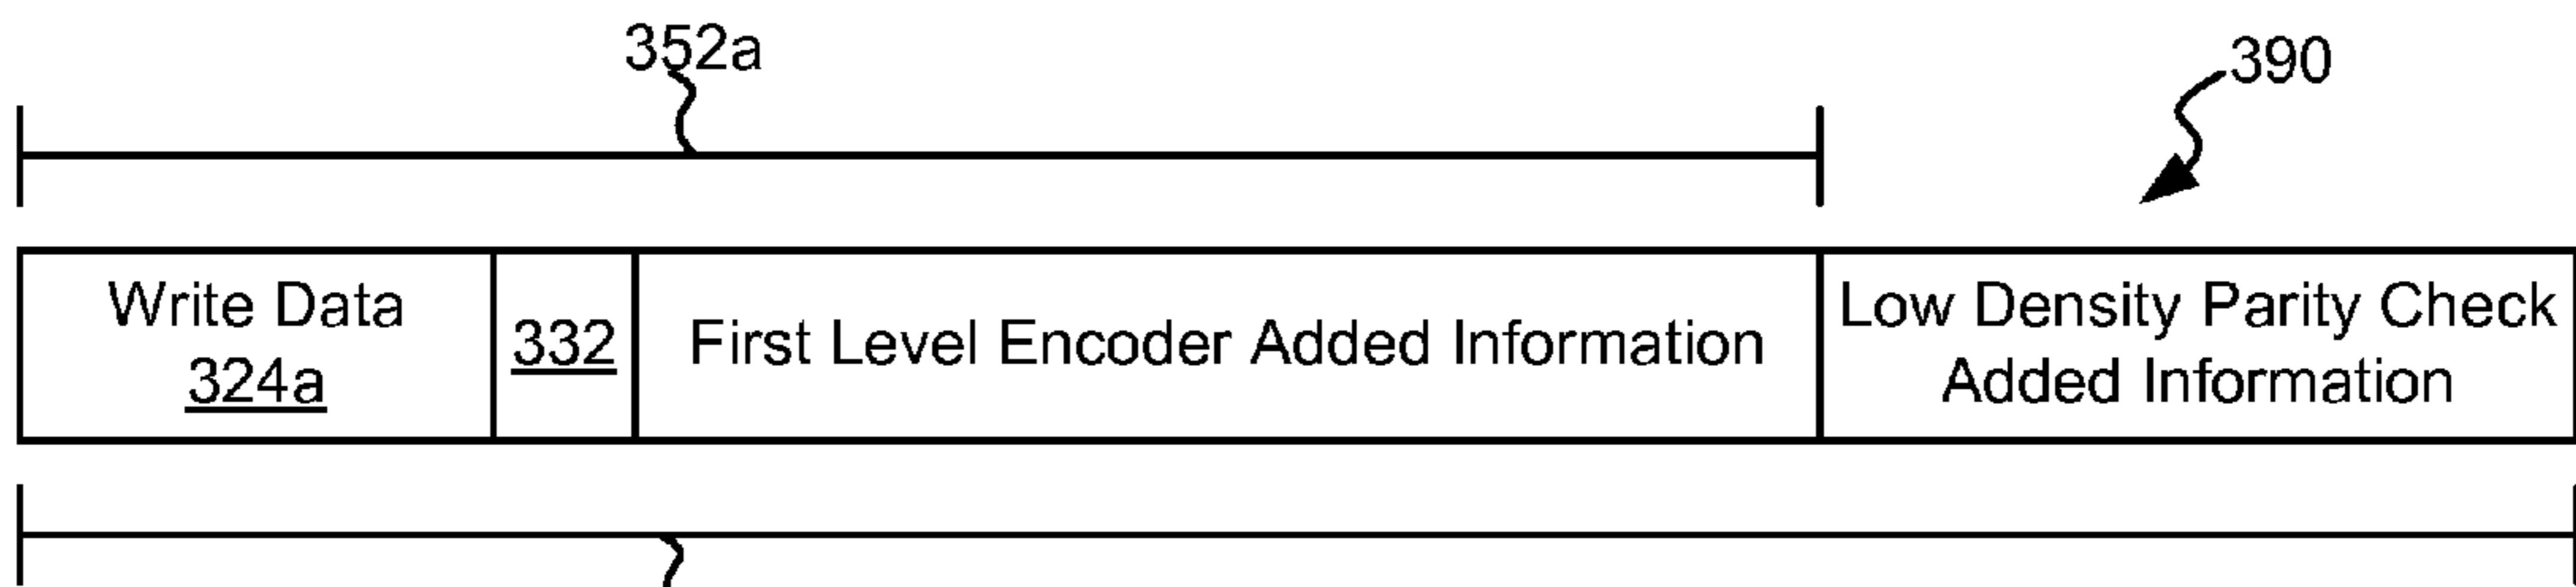 352a
390
Write Data
324a
332
First Level Encoder Added Information
Low Density Parity Check
Added Information